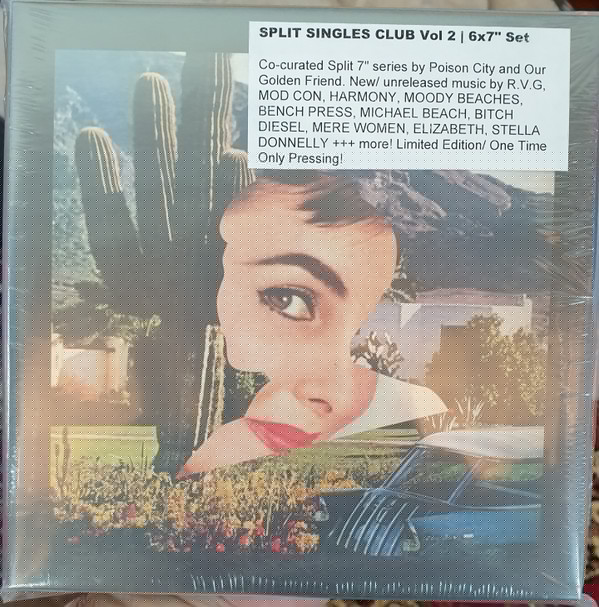 SPLIT SINGLES CLUB Vol 2 | 6x7" Set
Co-curated Split 7" series by Poison City and Our
Golden Friend. New/ unreleased music by R.V.G,
MOD CON, HARMONY, MOODY BEACHES,
BENCH PRESS, MICHAEL BEACH, BITCH
DIESEL, MERE WOMEN, ELIZABETH, STELLA
DONNELLY +++ more! Limited Edition/ One Time
Only Pressing!